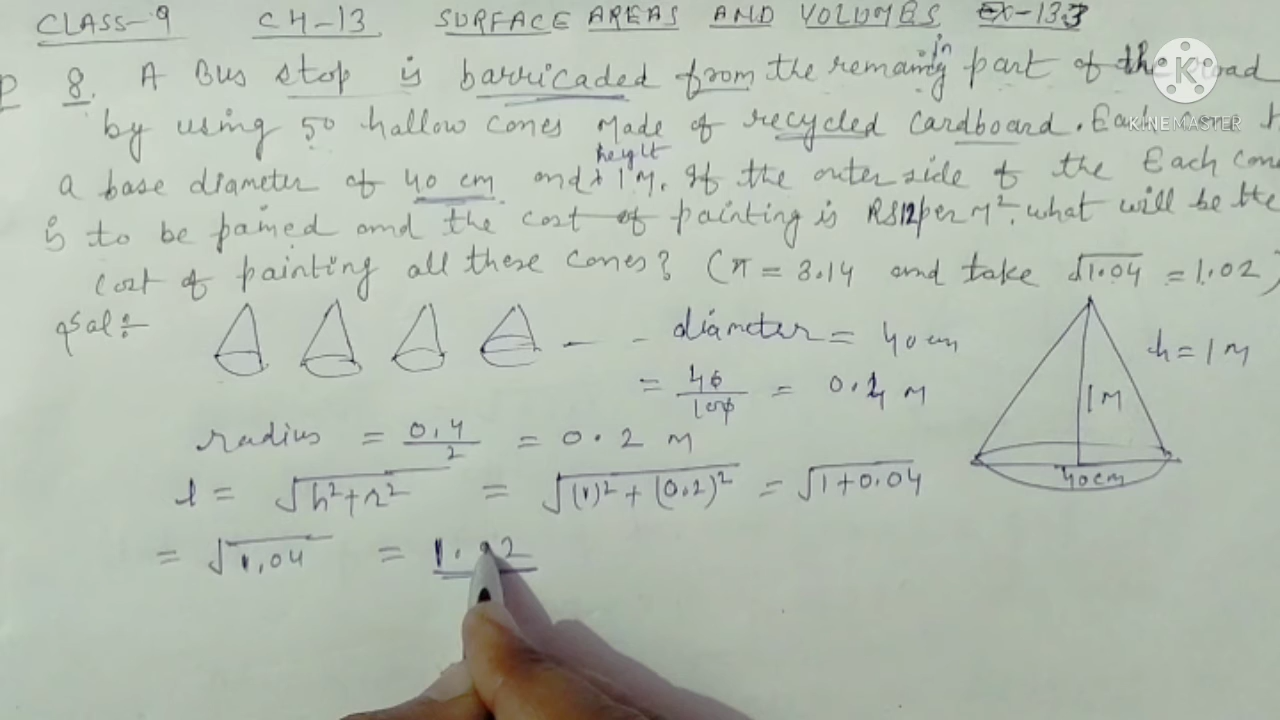 CLASS-9 CH-13 SURFACE AREAS AND VOLUMES EX-13.3
8. A Bus stop is barricaded from the remaining part of the road
by using 50 hallow cones made of recycled cardboard. Each
KINEMASTER
a base diameter of 40 cm and height 1 M. If the outer side of the Each cone
is to be pained and the cost of painting is RS12 per M². what will be the
cost of painting all these cones? (π = 3.14 and take √1.04 = 1.02)
Sol:- diameter = 40 cm
h = 1 M
= 40/100 = 0.4 M
1 M
radius = 0.4/2 = 0.2 M
40cm
l = √h²+r² = √(1)² + (0.2)² = √1+0.04
= √1.04 = 1.02